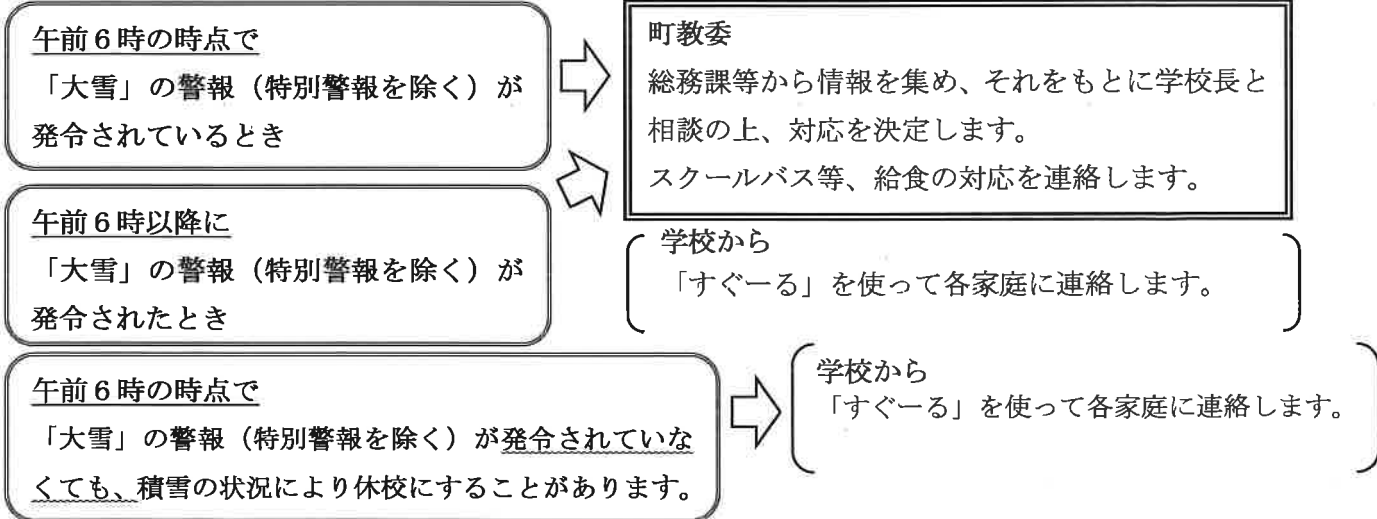 午前６時の時点で
「大雪」の警報（特別警報を除く）が
発令されているとき
町教委
総務課等から情報を集め、それをもとに学校長と
相談の上、対応を決定します。
スクールバス等、給食の対応を連絡します。
午前６時以降に
「大雪」の警報（特別警報を除く）が
発令されたとき
学校から
「すぐーる」を使って各家庭に連絡します。
午前６時の時点で
「大雪」の警報（特別警報を除く）が発令されていな
くても、積雪の状況により休校にすることがあります。
学校から
「すぐーる」を使って各家庭に連絡します。